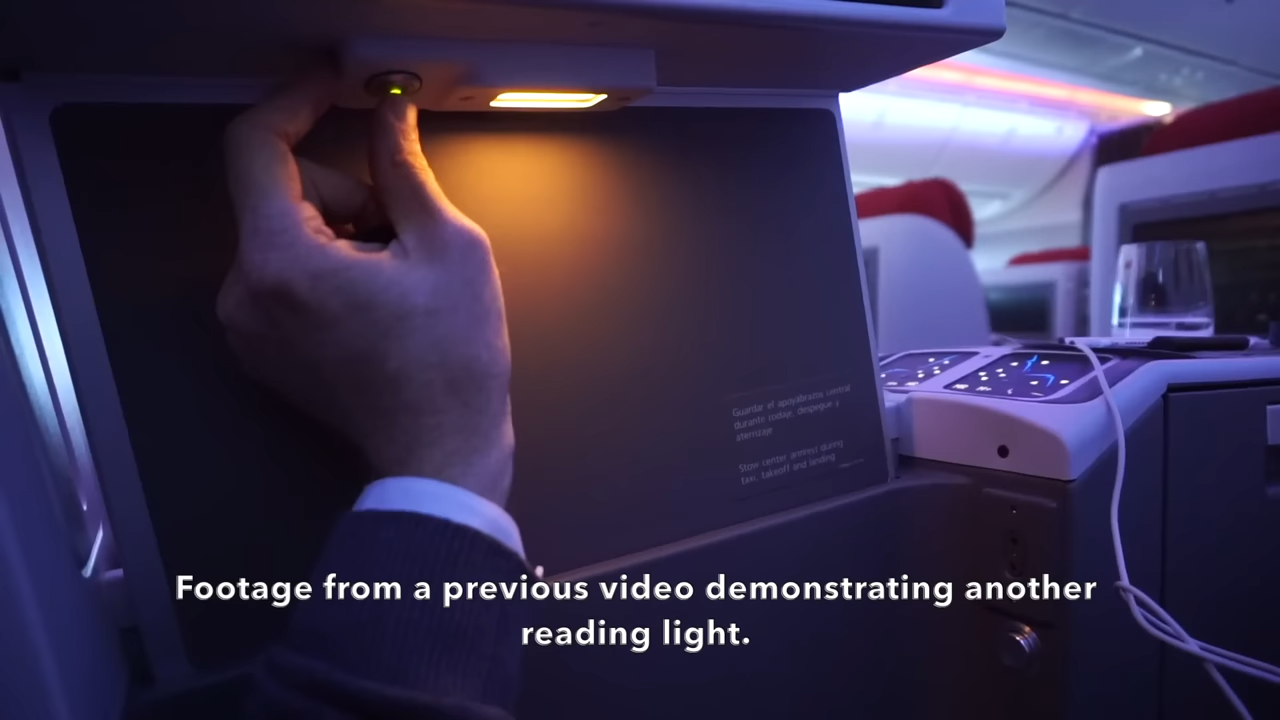 Guardar el apoyabrazos central
durante rodaje, despegue y
aterrizaje
Stow center armrest during
taxi, takeoff and landing
Footage from a previous video demonstrating another
reading light.